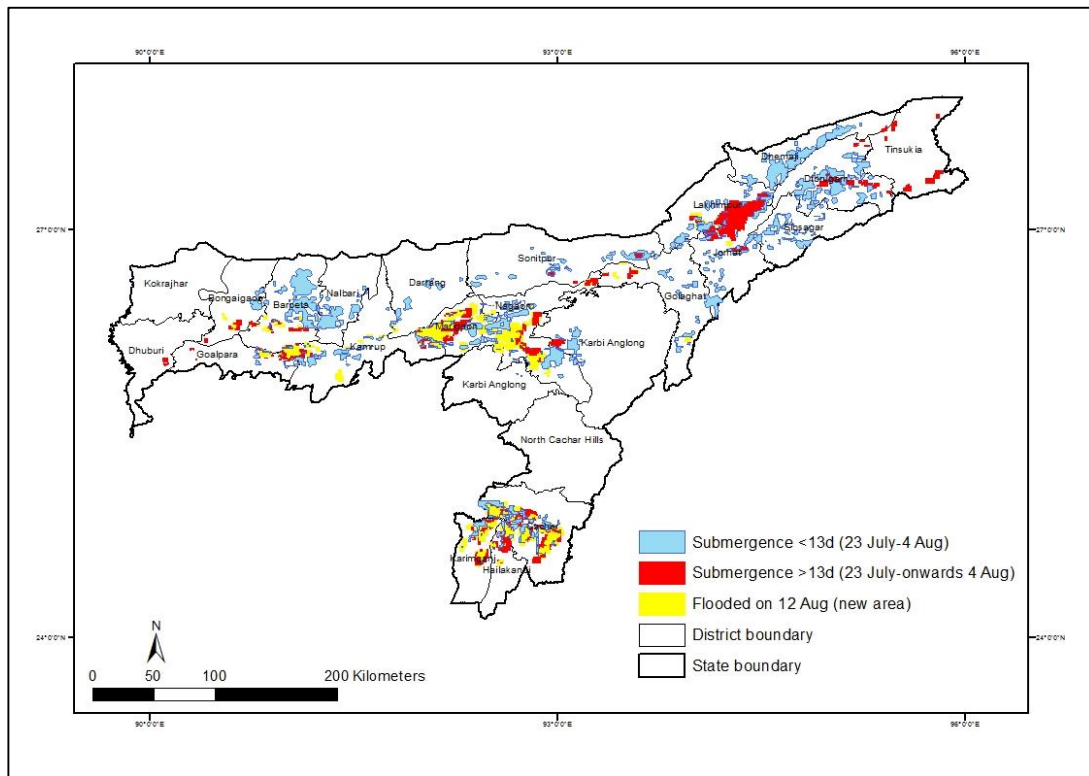 90°0'0"E 93°0'0"E 96°0'0"E
Tinsukia
Dhemaji
Dibrugarh
Lakhimpur
27°0'0"N 27°0'0"N
Sibsagar
Jorhat
Sonitpur
Kokrajhar
Darrang
Bongaigaon Barpeta Nalbari
Golaghat
Nagaon
Marigaon
Dhuburi Goalpara Kamrup Karbi Anglong
Karbi Anglong
North Cachar Hills
Cachar
Karimganj
Hailakandi
Submergence <13d (23 July-4 Aug)
Submergence >13d (23 July-onwards 4 Aug)
Flooded on 12 Aug (new area)
District boundary
State boundary
24°0'0"N 24°0'0"N
N
0 50 100 200 Kilometers
90°0'0"E 93°0'0"E 96°0'0"E